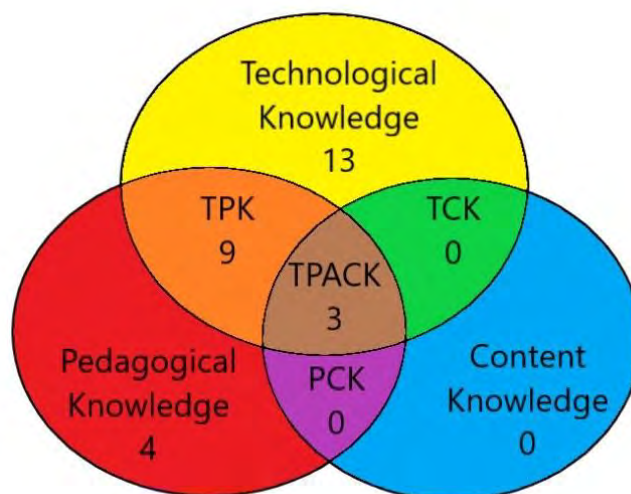 Technological
Knowledge
13
TPK
9
TCK
0
TPACK
3
Pedagogical
Knowledge
4
PCK
0
Content
Knowledge
0